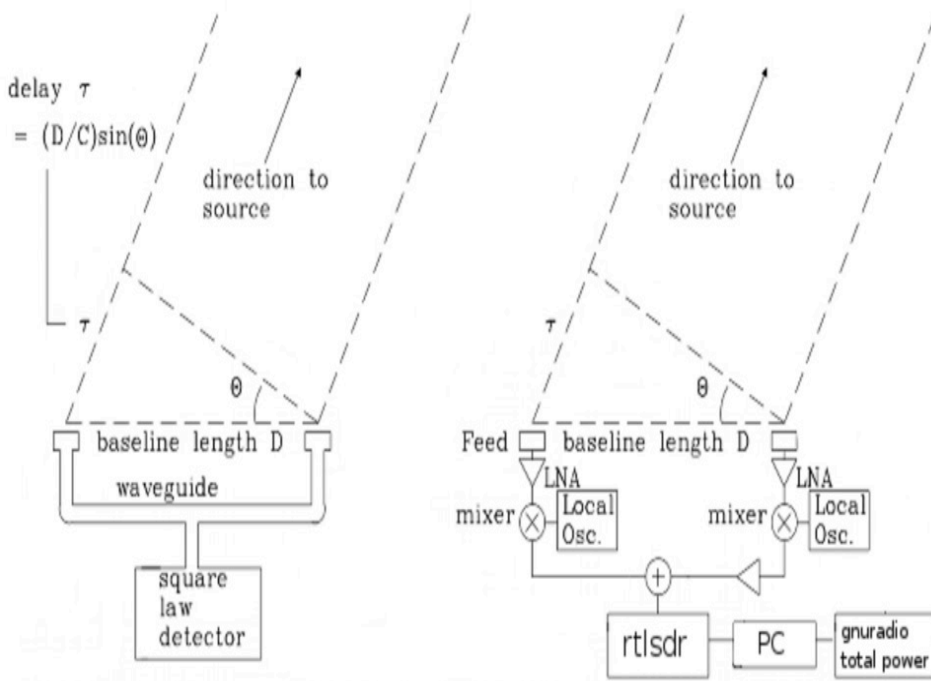 delay τ
= (D/C)sin(Θ)
direction to
source
τ
Θ
baseline length D
waveguide
square
law
detector
direction to
source
τ
Θ
Feed
baseline length D
LNA
LNA
mixer
Local
Osc.
mixer
Local
Osc.
rtlsdr
PC
gnuradio
total power